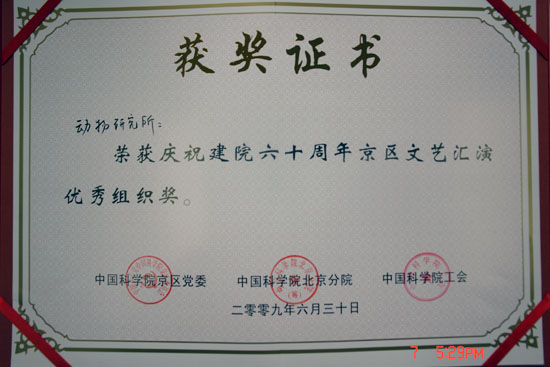 获奖证书
动物研究所:
荣获庆祝建院六十周年京区文艺汇演
优秀组织奖。
中国科学院京区党委 中国科学院北京分院 中国科学院工会
二零零九年六月三十日
7 5:29PM